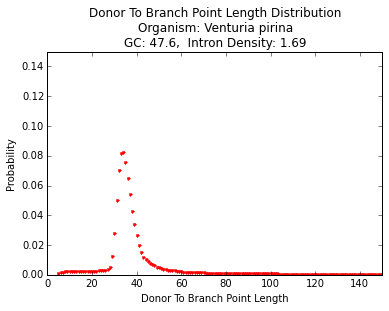 Donor To Branch Point Length Distribution
Organism: Venturia pirina
GC: 47.6,  Intron Density: 1.69
0.14
0.12
0.10
0.08
0.06
0.04
0.02
0.00
Probability
0 20 40 60 80 100 120 140
Donor To Branch Point Length